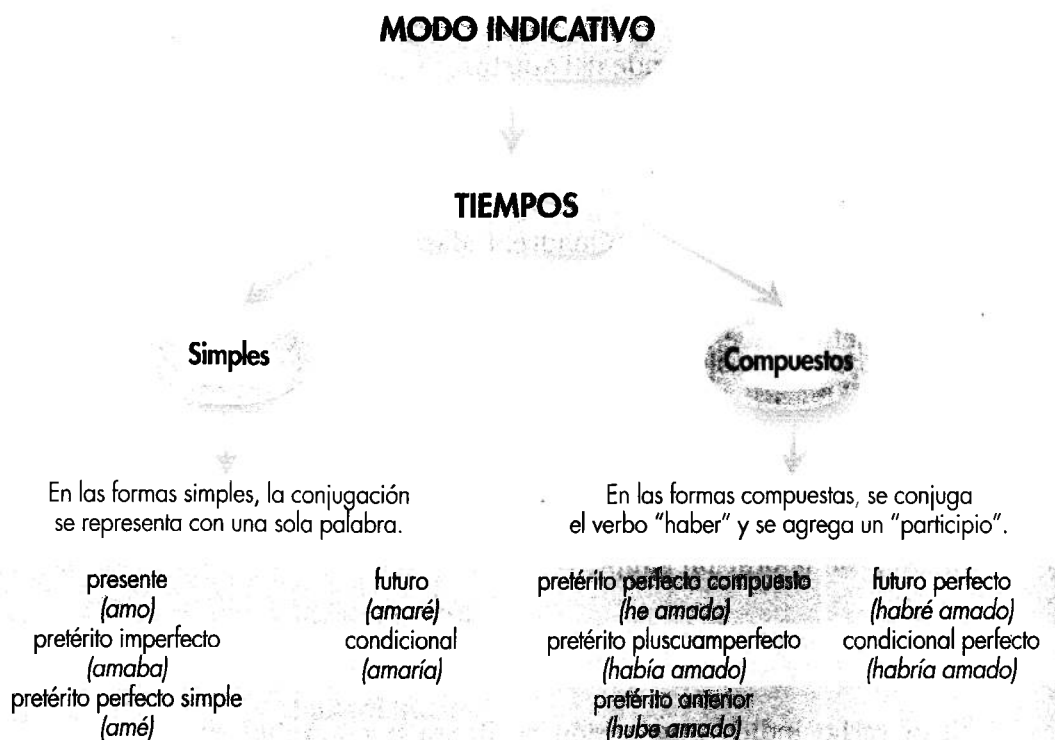 MODO INDICATIVO
TIEMPOS
Simples
En las formas simples, la conjugación
se representa con una sola palabra.
presente
(amo)
pretérito imperfecto
(amaba)
pretérito perfecto simple
(amé)
futuro
(amaré)
condicional
(amaría)
Compuestos
En las formas compuestas, se conjuga
el verbo "haber" y se agrega un "participio".
pretérito perfecto compuesto
(he amado)
pretérito pluscuamperfecto
(había amado)
pretérito anterior
(hube amado)
futuro perfecto
(habré amado)
condicional perfecto
(habría amado)